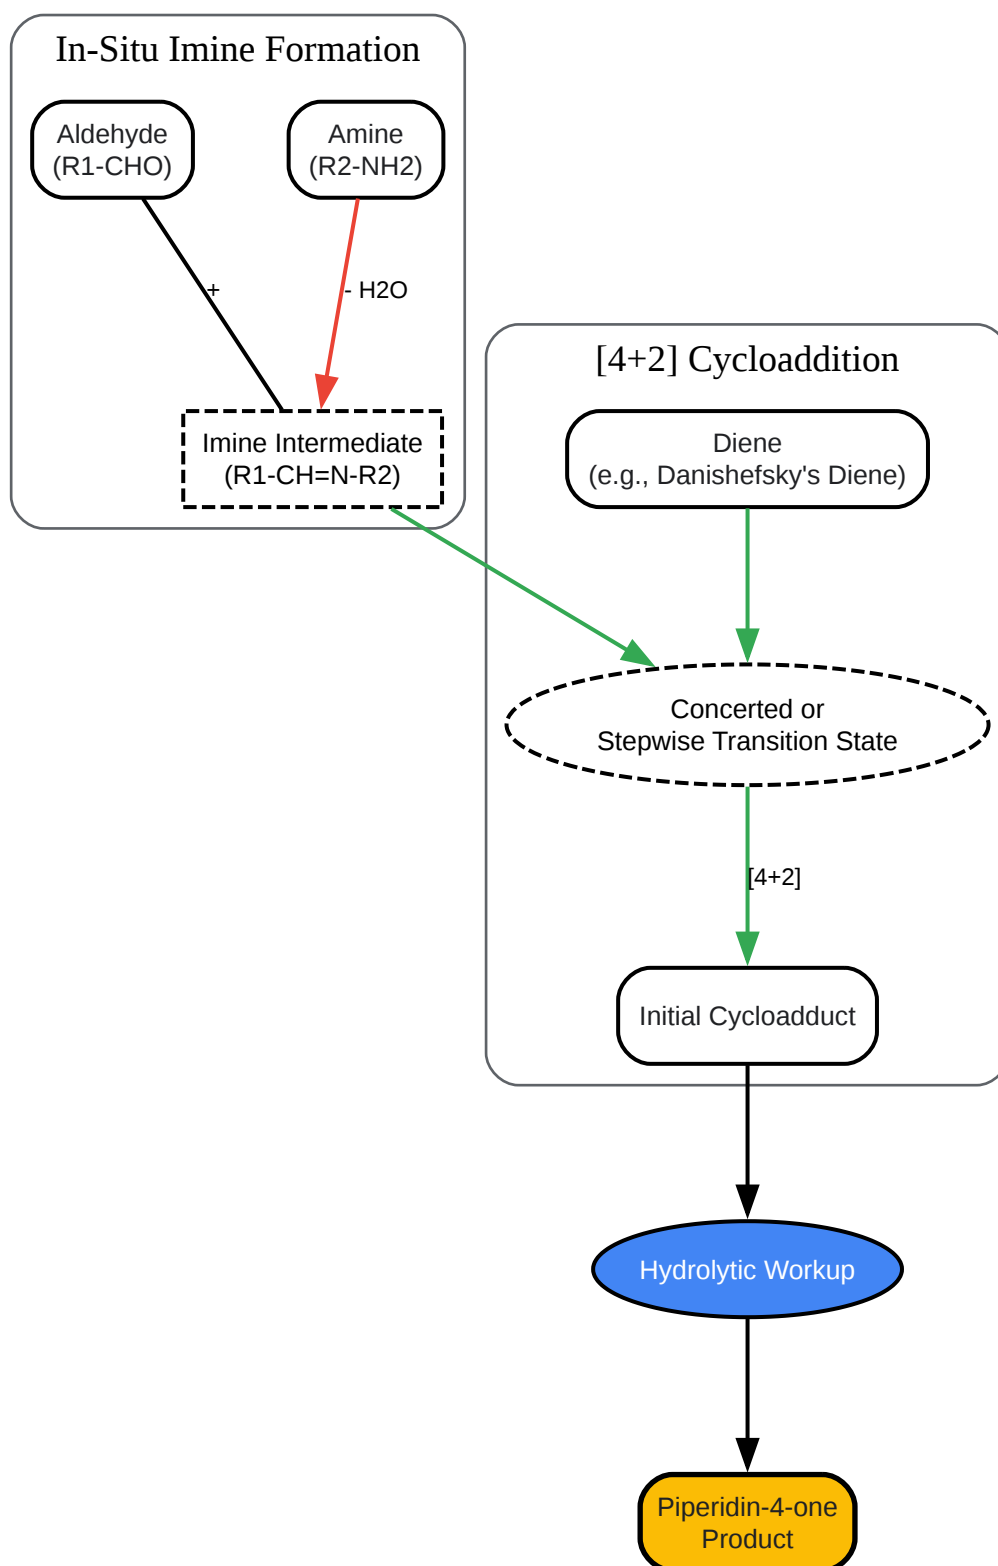 In-Situ Imine Formation
Aldehyde
(R1-CHO)
Amine
(R2-NH2)
+
- H2O
Imine Intermediate
(R1-CH=N-R2)
[4+2] Cycloaddition
Diene
(e.g., Danishefsky's Diene)
Concerted or
Stepwise Transition State
[4+2]
Initial Cycloadduct
Hydrolytic Workup
Piperidin-4-one
Product